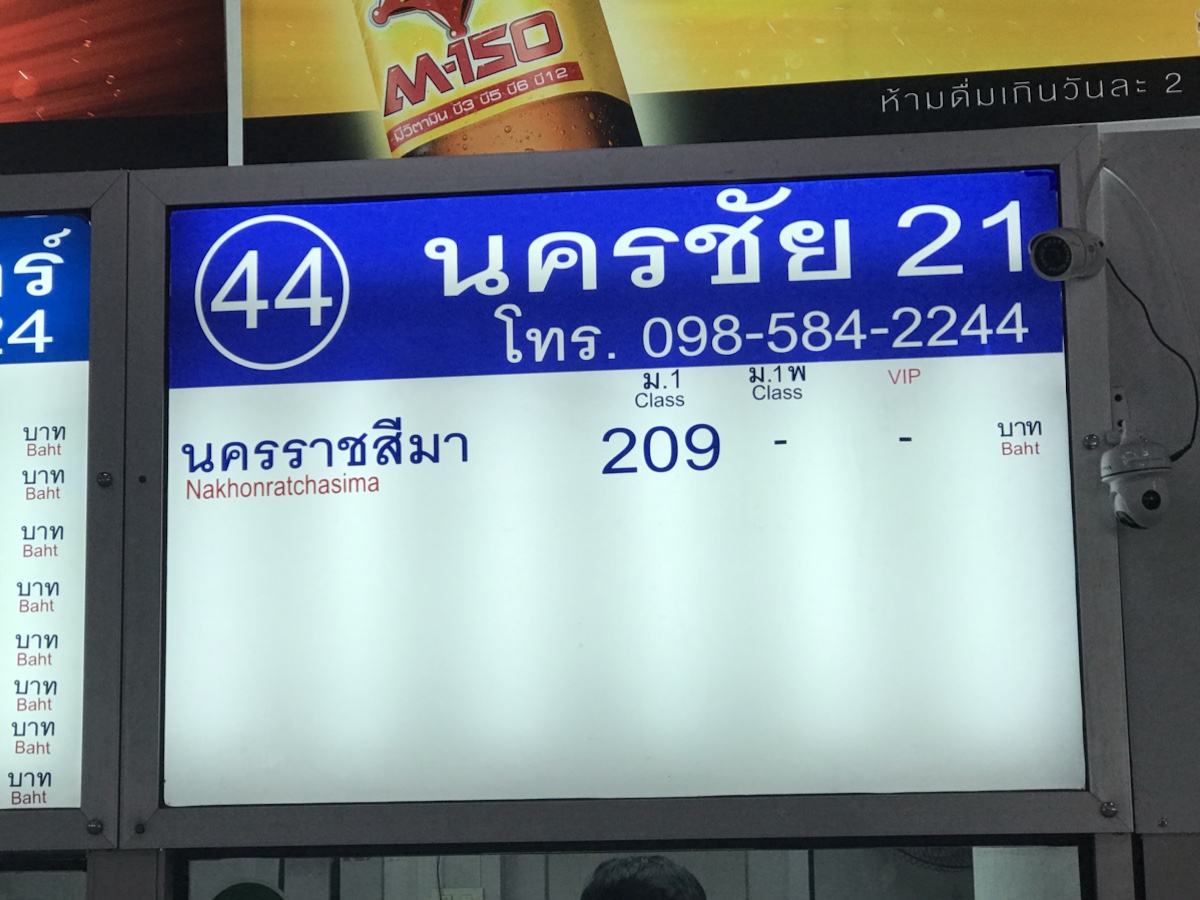 M-150
มีวิตามิน บี3 บี5 บี6 บี12
ห้ามดื่มเกินวันละ 2
44
นครชัย 21
โทร. 098-584-2244
ม.1
Class
ม.1พ
Class
VIP
นครราชสีมา 209 - - บาท
Nakhonratchasima Baht
24
บาท
Baht
บาท
Baht
บาท
Baht
บาท
Baht
บาท
Baht
บาท
Baht
บาท
Baht
บาท
Baht